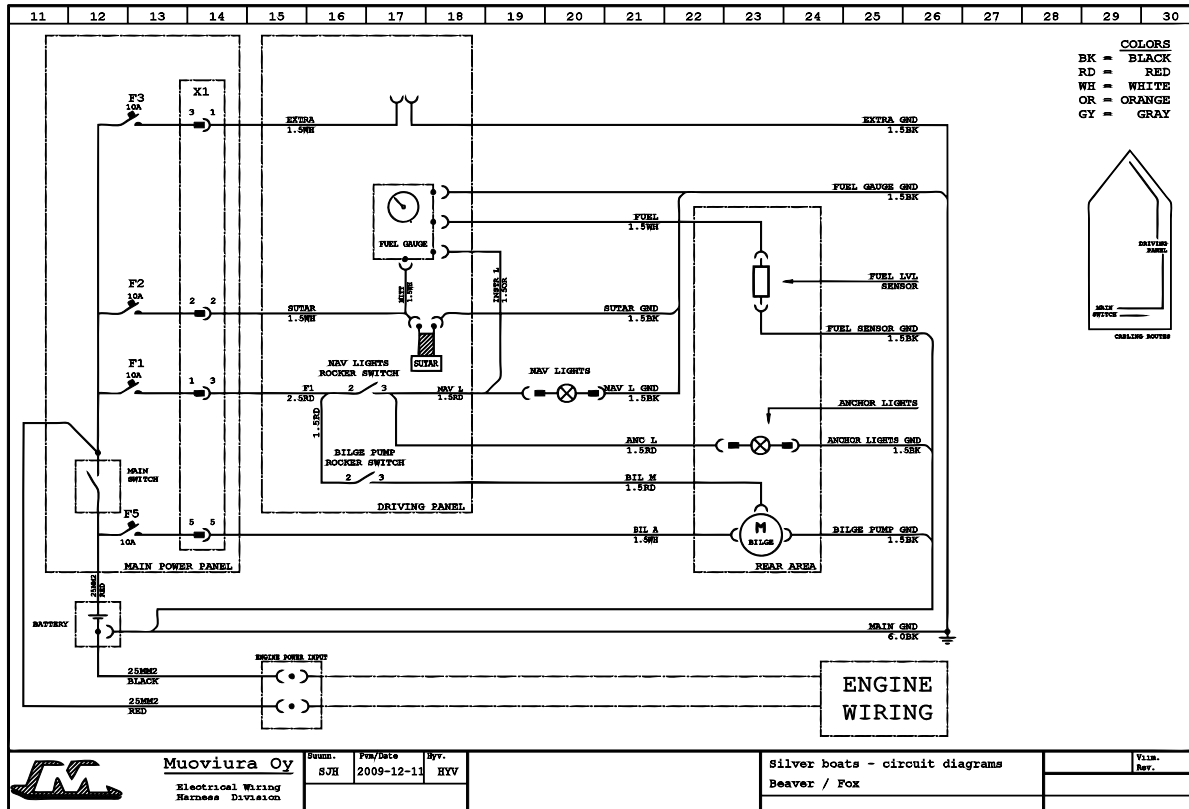 11 12 13 14 15 16 17 18 19 20 21 22 23 24 25 26 27 28 29 30
COLORS
BK = BLACK
RD = RED
WH = WHITE
OR = ORANGE
GY = GRAY
X1
F3
10A
3 1
EXTRA
1.5WH
EXTRA GND
1.5BK
FUEL GAUGE GND
1.5BK
FUEL
1.5WH
FUEL GAUGE
DRIVING
PANEL
MAIN
SWITCH
CABLING ROUTES
FUEL LVL
SENSOR
INSTR L
1.5OR
MITT
1.5WH
F2
10A
2 2
SUTAR
1.5WH
SUTAR GND
1.5BK
FUEL SENSOR GND
1.5BK
SUTAR
F1
10A
1 3
F1
2.5RD
NAV LIGHTS
ROCKER SWITCH
2 3
NAV L
1.5RD
NAV LIGHTS
NAV L GND
1.5BK
ANCHOR LIGHTS
1.5RD
ANC L
1.5RD
ANCHOR LIGHTS GND
1.5BK
MAIN
SWITCH
BILGE PUMP
ROCKER SWITCH
2 3
BIL M
1.5RD
DRIVING PANEL
F5
10A
5 5
BIL A
1.5WH
M
BILGE
BILGE PUMP GND
1.5BK
MAIN POWER PANEL
REAR AREA
25MM2
RED
BATTERY
MAIN GND
6.0BK
ENGINE POWER INPUT
25MM2
BLACK
25MM2
RED
ENGINE
WIRING
Muoviura Oy
Electrical Wiring
Harness Division
Suunn.
SJH
Pvm/Date
2009-12-11
Hyv.
HYV
Silver boats - circuit diagrams
Beaver / Fox
Viim.
Rev.